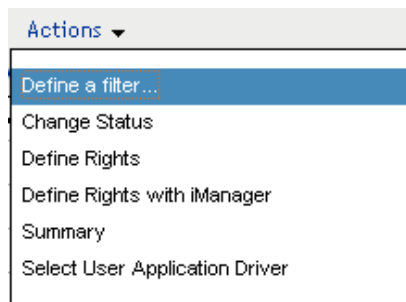 Actions
Define a filter...
Change Status
Define Rights
Define Rights with iManager
Summary
Select User Application Driver